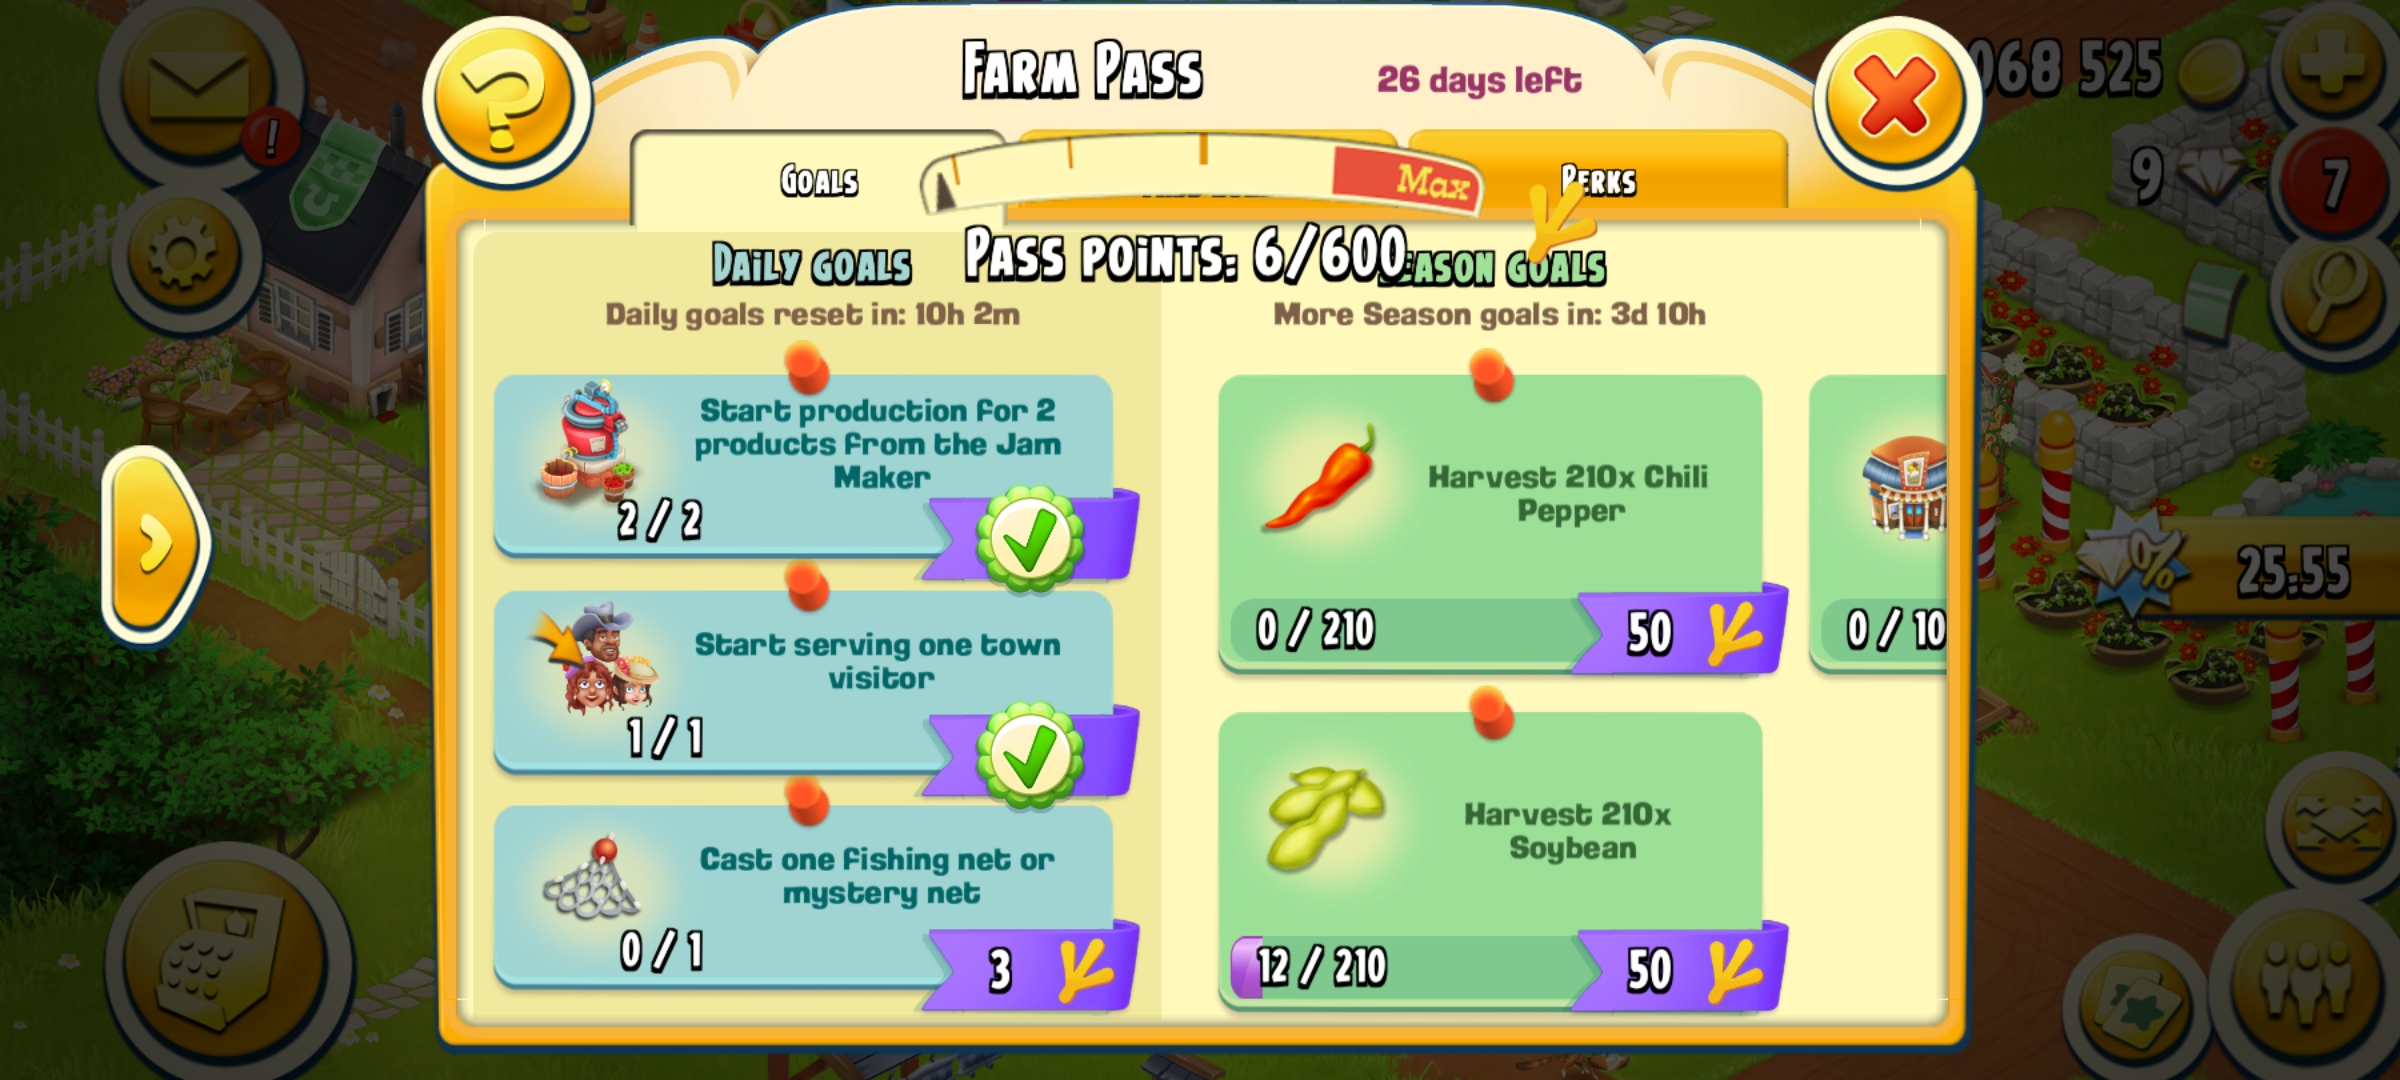 FARM PASS
26 days left
068 525
!
GOALS
Max
PERKS
9
7
DAILY GOALS
PASS POINTS: 6/600
EASON GOALS
Daily goals reset in: 10h 2m
More Season goals in: 3d 10h
Start production for 2
products from the Jam
Maker
2 / 2
Harvest 210x Chili
Pepper
0 / 210
50
0 / 10
%
25:55
Start serving one town
visitor
1 / 1
Harvest 210x
Soybean
12 / 210
50
Cast one fishing net or
mystery net
0 / 1
3